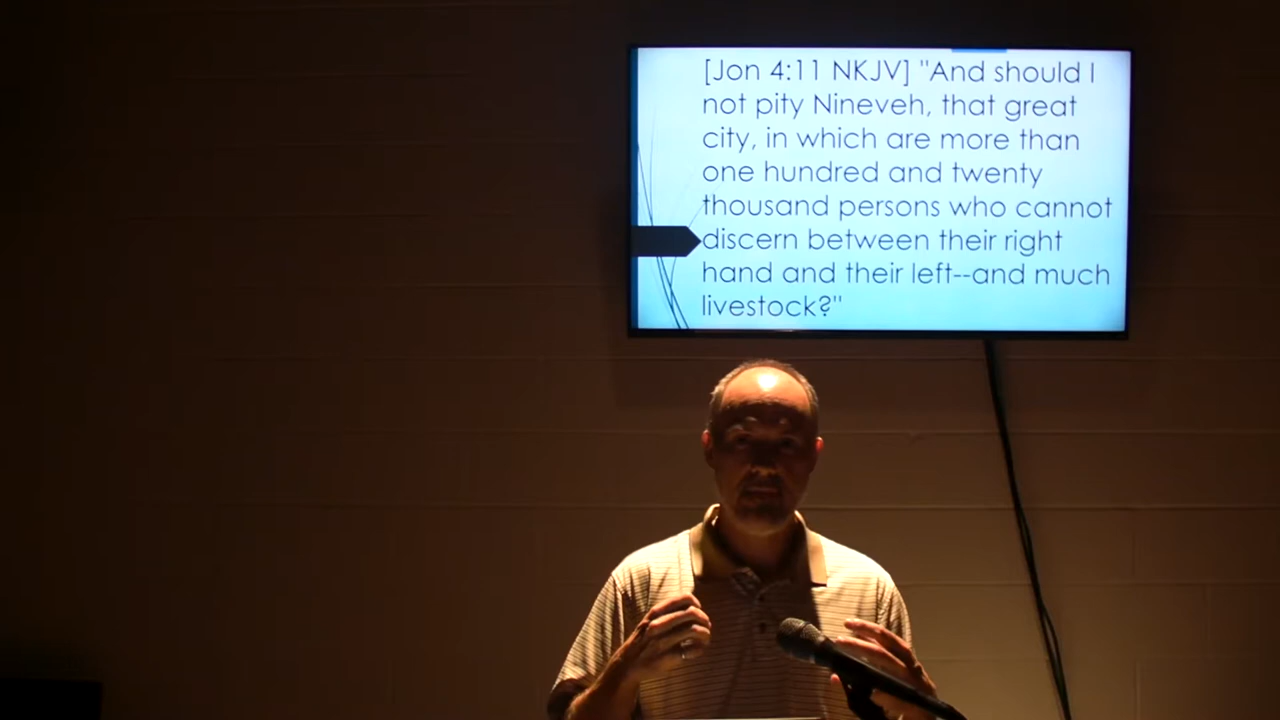 [Jon 4:11 NKJV] "And should I
not pity Nineveh, that great
city, in which are more than
one hundred and twenty
thousand persons who cannot
discern between their right
hand and their left--and much
livestock?"